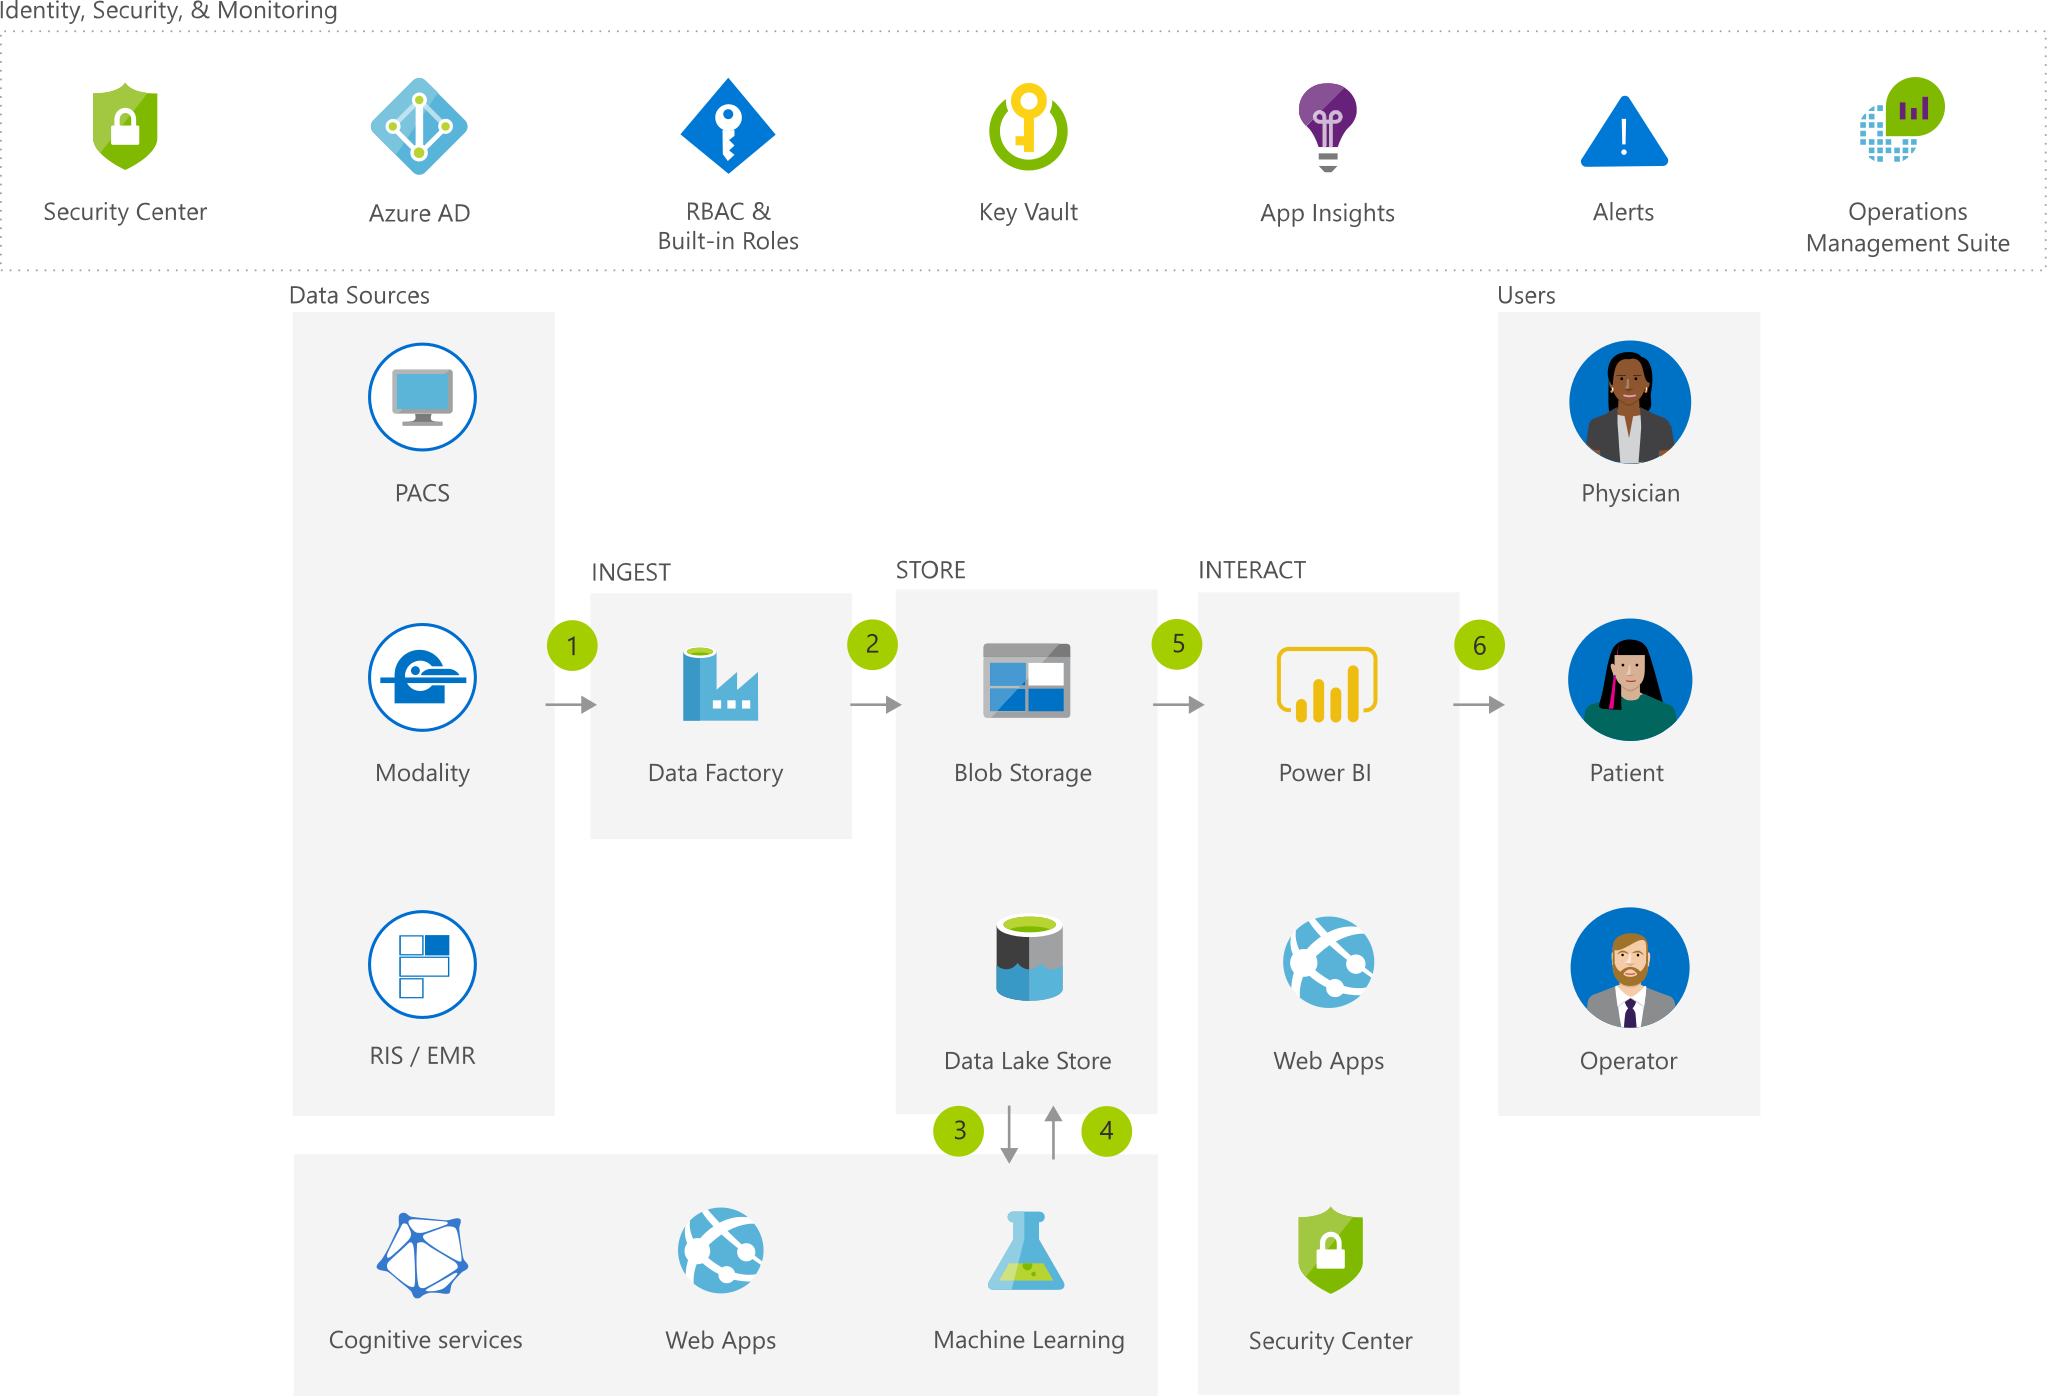 Identity, Security, & Monitoring
Security Center
Azure AD
RBAC &
Built-in Roles
Key Vault
App Insights
Alerts
Operations
Management Suite
Data Sources
PACS
Modality
RIS / EMR
1
INGEST
Data Factory
2
STORE
Blob Storage
Data Lake Store
3
4
Cognitive services
Web Apps
Machine Learning
5
INTERACT
Power BI
Web Apps
Security Center
6
Users
Physician
Patient
Operator